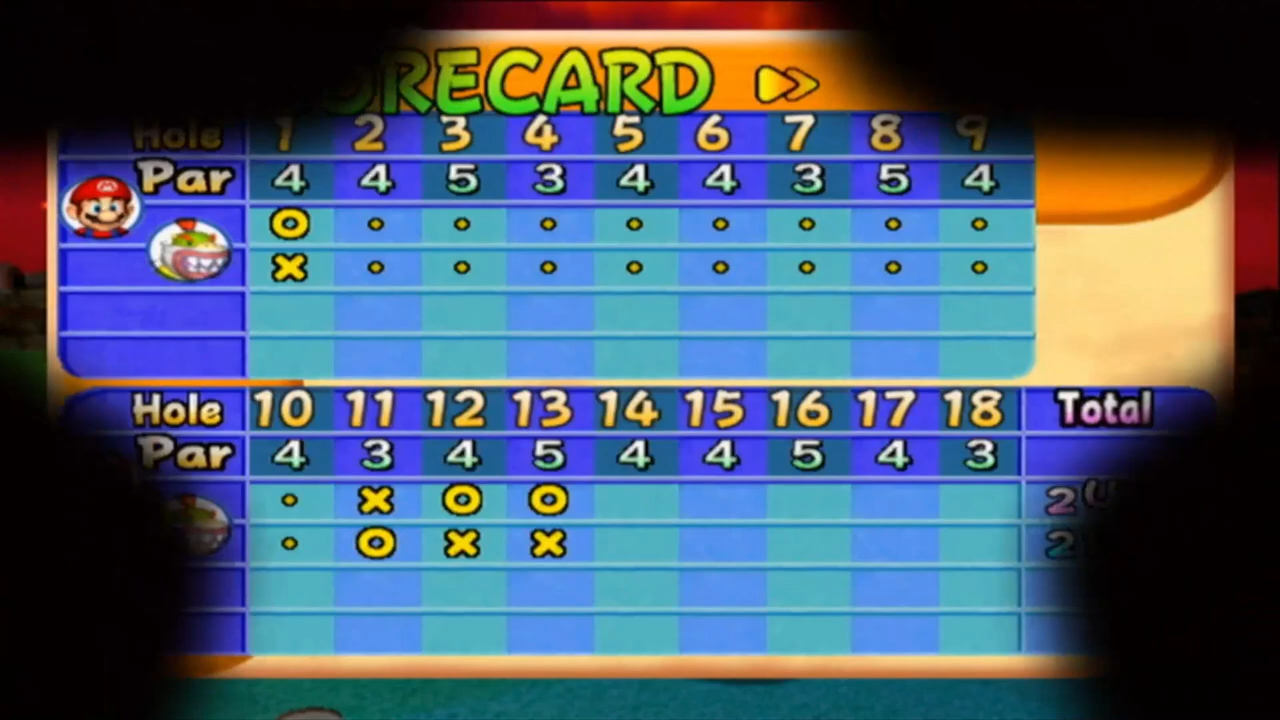 Hole 1 2 3 4 5 6 7 8 9
Par 4 4 5 3 4 4 3 5 4
O • • • • • • • •
X • • • • • • • •
Hole 10 11 12 13 14 15 16 17 18 Total
Par 4 3 4 5 4 4 5 4 3
• X O O
• O X X